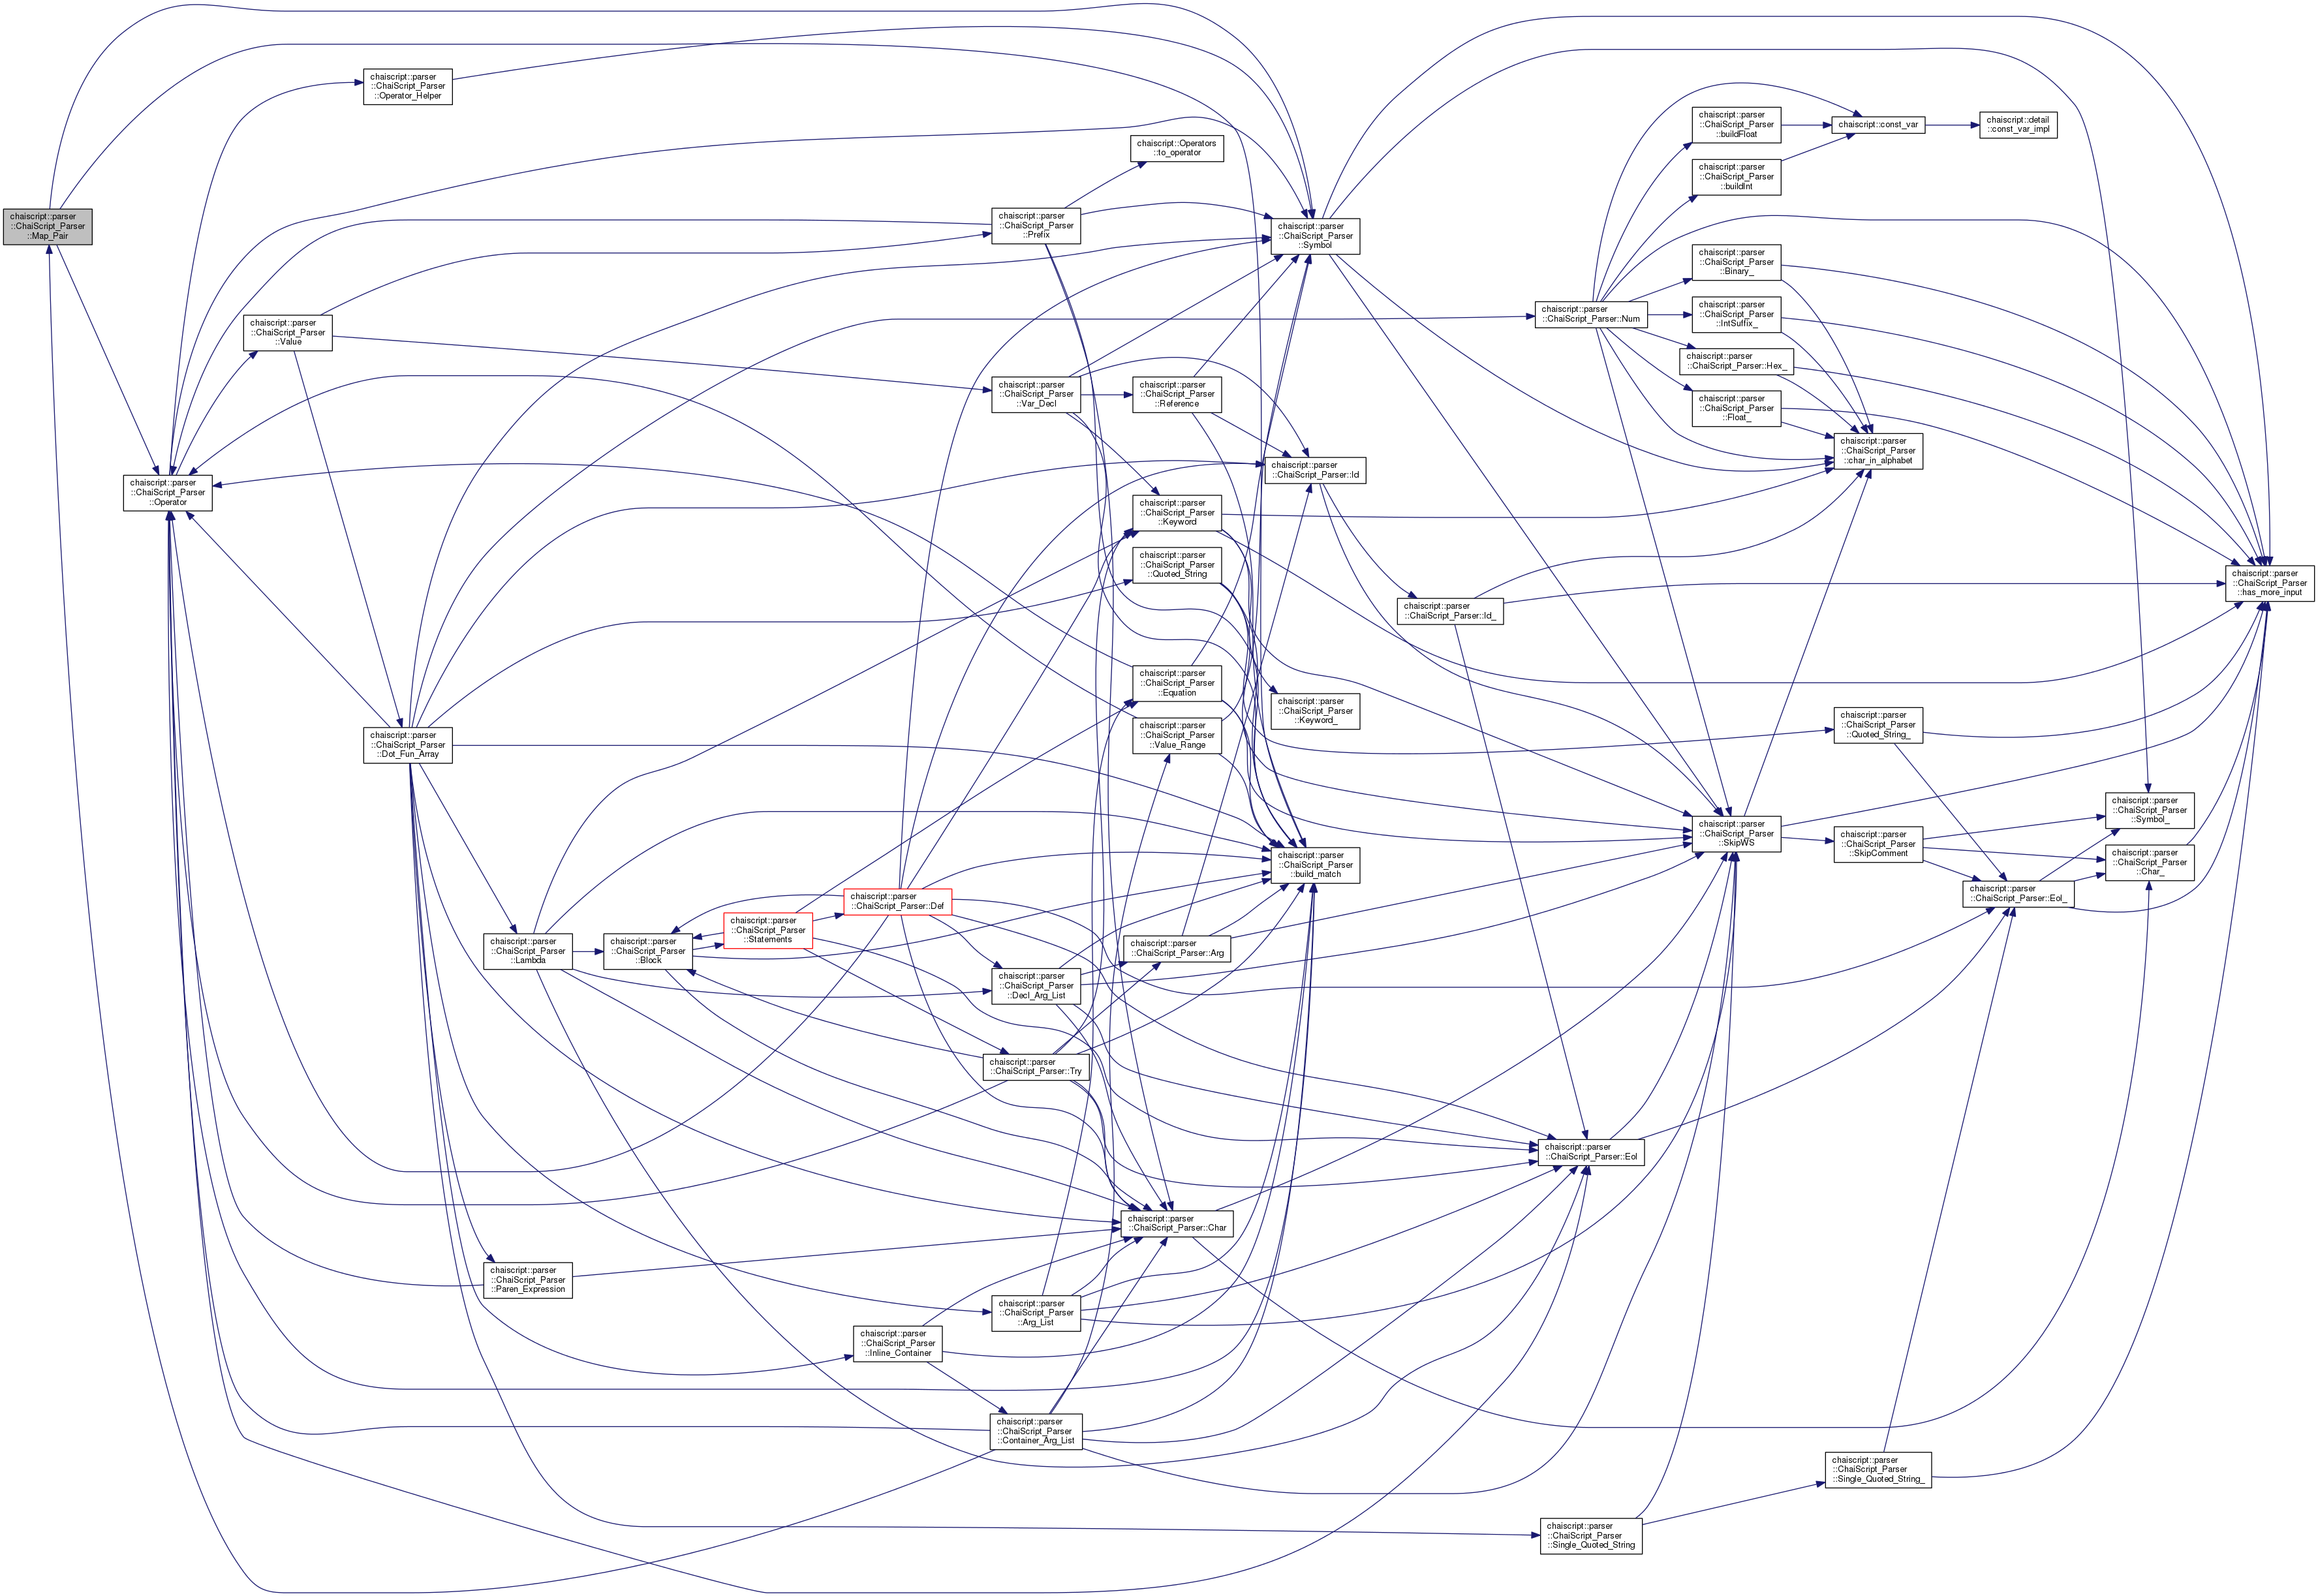 chaiscript::parser
::ChaiScript_Parser
::Map_Pair
chaiscript::parser
::ChaiScript_Parser
::Operator
chaiscript::parser
::ChaiScript_Parser
::Value
chaiscript::parser
::ChaiScript_Parser
::Operator_Helper
chaiscript::parser
::ChaiScript_Parser
::Dot_Fun_Array
chaiscript::parser
::ChaiScript_Parser
::Lambda
chaiscript::parser
::ChaiScript_Parser
::Paren_Expression
chaiscript::parser
::ChaiScript_Parser
::Block
chaiscript::parser
::ChaiScript_Parser
::Statements
chaiscript::parser
::ChaiScript_Parser::Def
chaiscript::parser
::ChaiScript_Parser
::Inline_Container
chaiscript::parser
::ChaiScript_Parser
::Prefix
chaiscript::parser
::ChaiScript_Parser
::Var_Decl
chaiscript::parser
::ChaiScript_Parser
::Decl_Arg_List
chaiscript::parser
::ChaiScript_Parser::Try
chaiscript::parser
::ChaiScript_Parser
::Arg_List
chaiscript::parser
::ChaiScript_Parser
::Container_Arg_List
chaiscript::Operators
::to_operator
chaiscript::parser
::ChaiScript_Parser
::Reference
chaiscript::parser
::ChaiScript_Parser
::Keyword
chaiscript::parser
::ChaiScript_Parser
::Quoted_String
chaiscript::parser
::ChaiScript_Parser
::Equation
chaiscript::parser
::ChaiScript_Parser
::Value_Range
chaiscript::parser
::ChaiScript_Parser::Arg
chaiscript::parser
::ChaiScript_Parser::Char
chaiscript::parser
::ChaiScript_Parser
::Symbol
chaiscript::parser
::ChaiScript_Parser::Id
chaiscript::parser
::ChaiScript_Parser
::Keyword_
chaiscript::parser
::ChaiScript_Parser
::build_match
chaiscript::parser
::ChaiScript_Parser::Id_
chaiscript::parser
::ChaiScript_Parser::Num
chaiscript::parser
::ChaiScript_Parser::Eol
chaiscript::parser
::ChaiScript_Parser
::Single_Quoted_String
chaiscript::parser
::ChaiScript_Parser
::buildFloat
chaiscript::parser
::ChaiScript_Parser
::buildInt
chaiscript::parser
::ChaiScript_Parser
::Binary_
chaiscript::parser
::ChaiScript_Parser
::IntSuffix_
chaiscript::parser
::ChaiScript_Parser::Hex_
chaiscript::parser
::ChaiScript_Parser
::Float_
chaiscript::parser
::ChaiScript_Parser
::SkipWS
chaiscript::const_var
chaiscript::parser
::ChaiScript_Parser
::char_in_alphabet
chaiscript::parser
::ChaiScript_Parser
::Quoted_String_
chaiscript::parser
::ChaiScript_Parser
::SkipComment
chaiscript::parser
::ChaiScript_Parser
::Single_Quoted_String_
chaiscript::detail
::const_var_impl
chaiscript::parser
::ChaiScript_Parser::Eol_
chaiscript::parser
::ChaiScript_Parser
::Symbol_
chaiscript::parser
::ChaiScript_Parser
::Char_
chaiscript::parser
::ChaiScript_Parser
::has_more_input